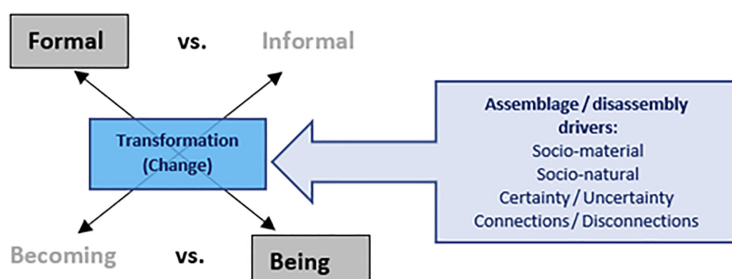 Formal vs. Informal
Transformation
(Change)
Becoming vs. Being
Assemblage / disassembly
drivers:
Socio-material
Socio-natural
Certainty / Uncertainty
Connections / Disconnections